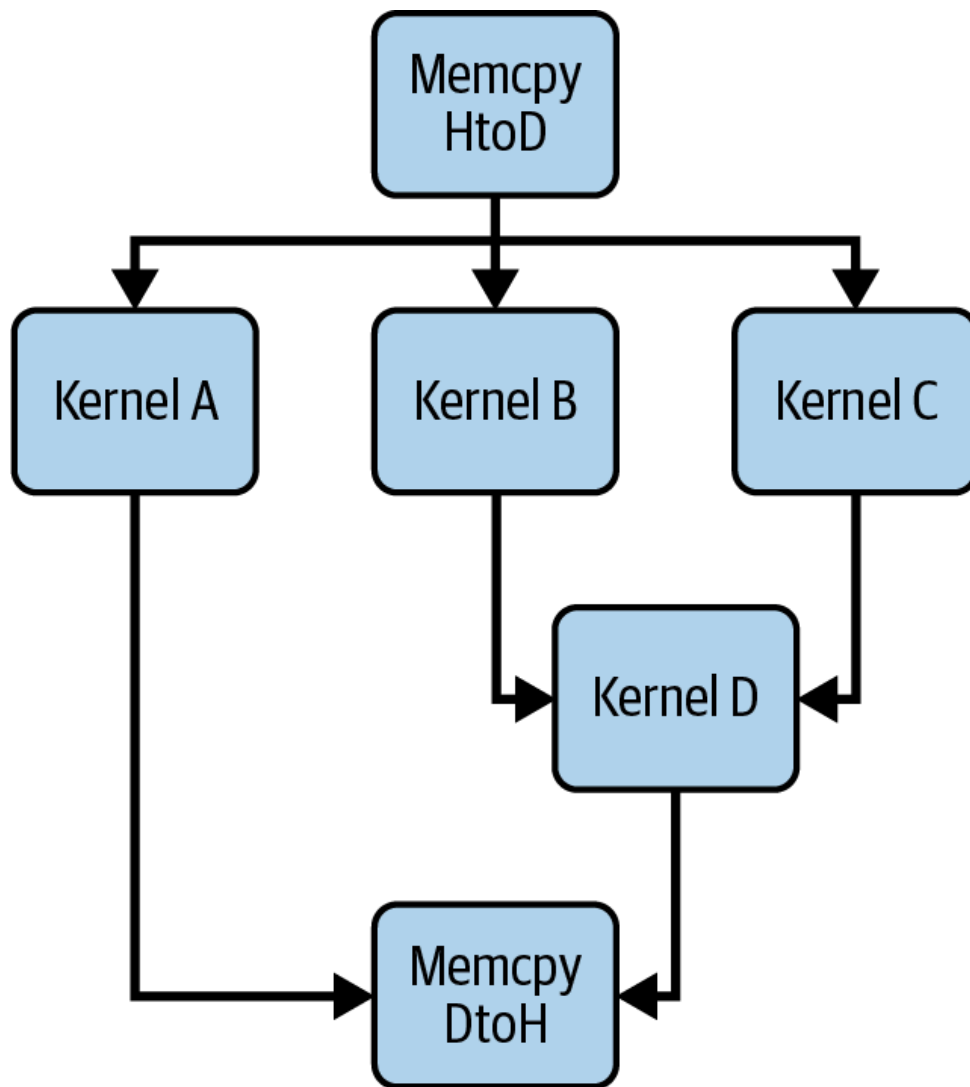 Memcpy
HtoD
Kernel A
Kernel B
Kernel C
Kernel D
Memcpy
DtoH